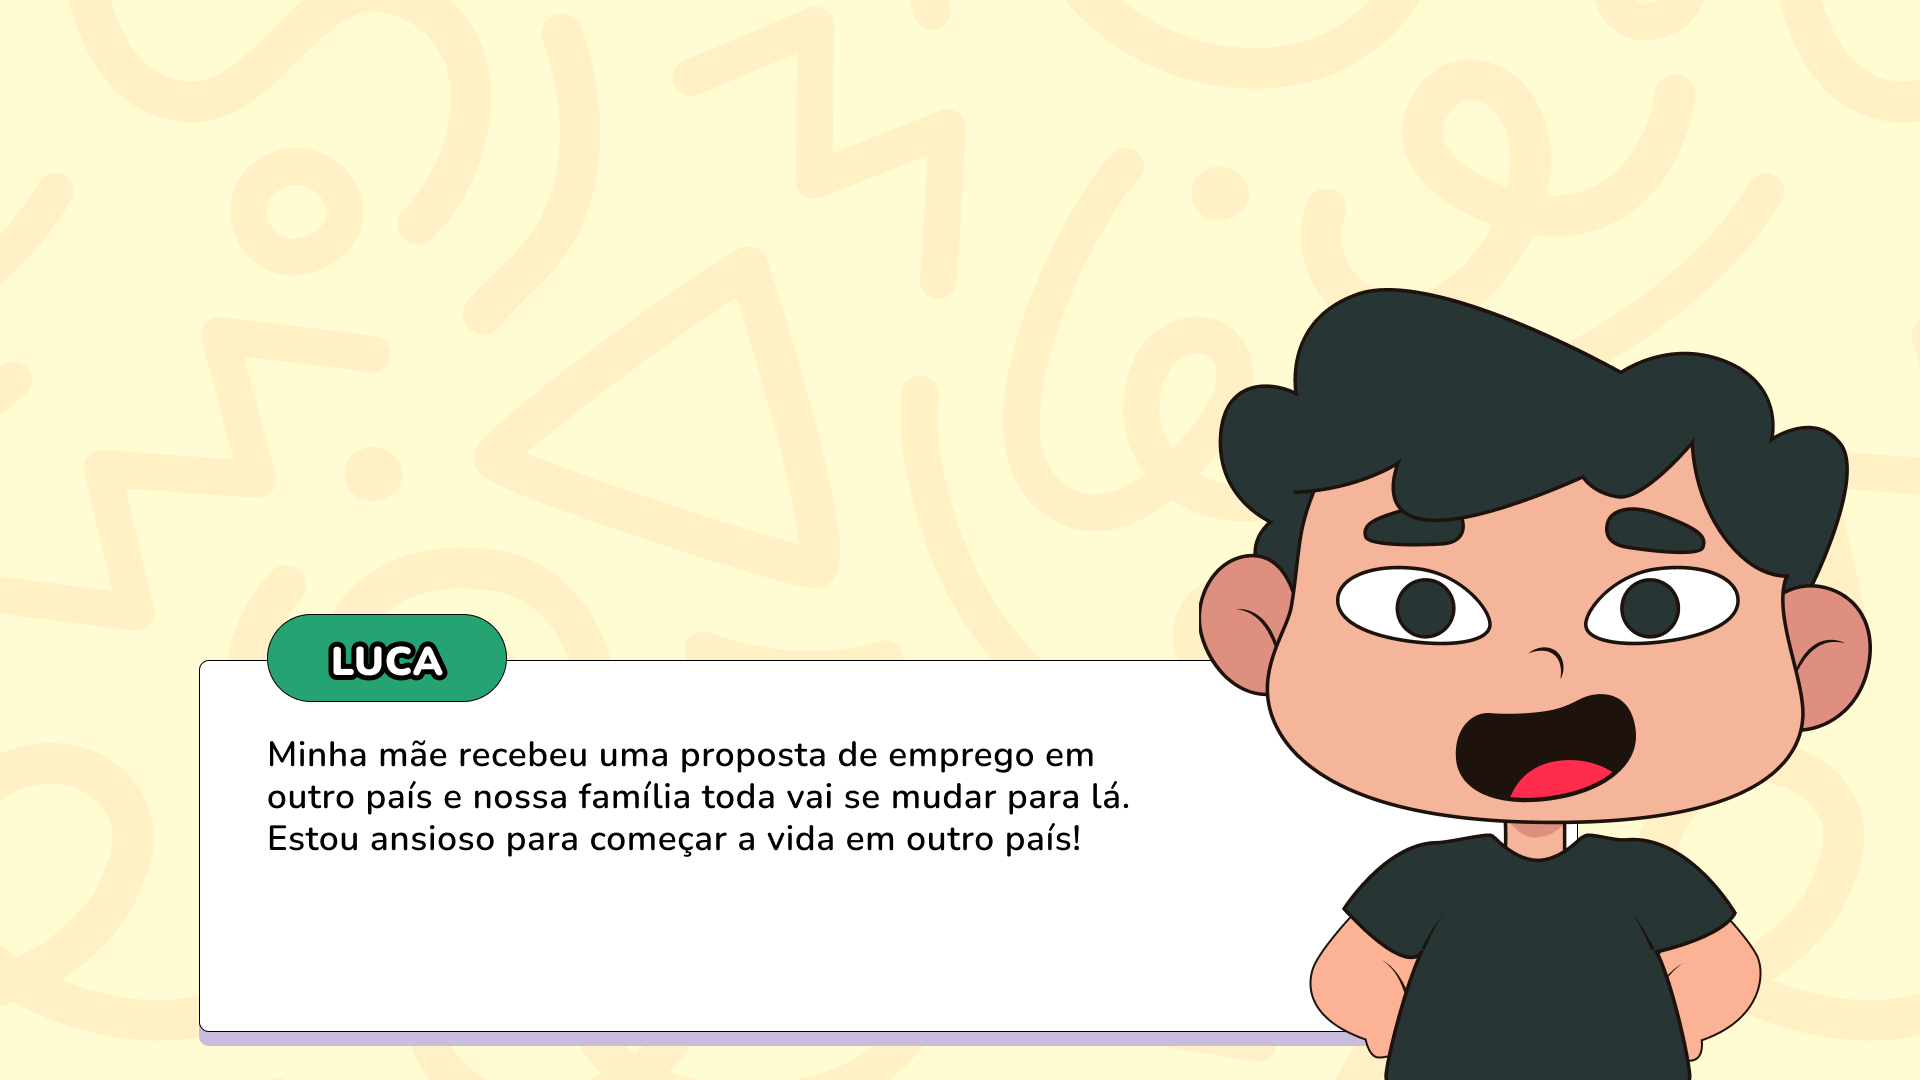 LUCA
Minha mãe recebeu uma proposta de emprego em
outro país e nossa família toda vai se mudar para lá.
Estou ansioso para começar a vida em outro país!